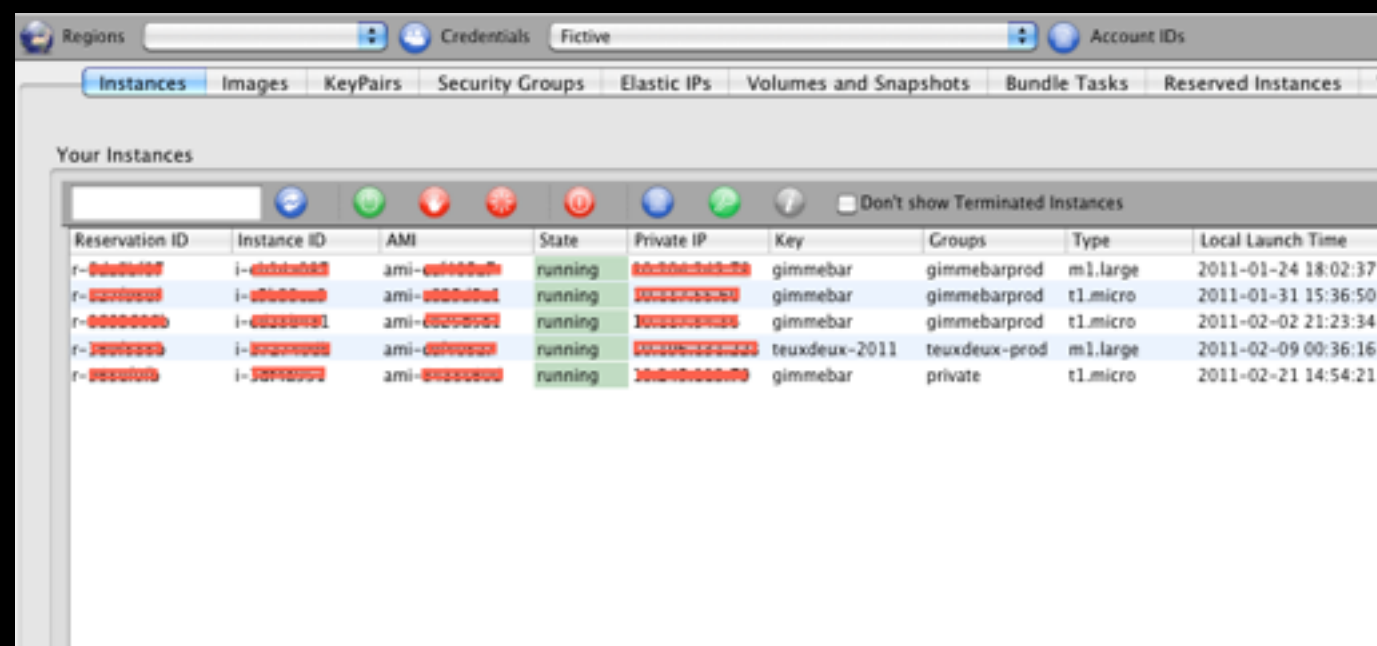 Regions Credentials Fictive Account IDs
Instances Images KeyPairs Security Groups Elastic IPs Volumes and Snapshots Bundle Tasks Reserved Instances
Your Instances
Don't show Terminated Instances
Reservation ID Instance ID AMI State Private IP Key Groups Type Local Launch Time
r- i- ami- running gimmebar gimmebarprod m1.large 2011-01-24 18:02:37
r- i- ami- running gimmebar gimmebarprod t1.micro 2011-01-31 15:36:50
r- i- ami- running gimmebar gimmebarprod t1.micro 2011-02-02 21:23:34
r- i- ami- running teuxdeux-2011 teuxdeux-prod m1.large 2011-02-09 00:36:16
r- i- ami- running gimmebar private t1.micro 2011-02-21 14:54:21